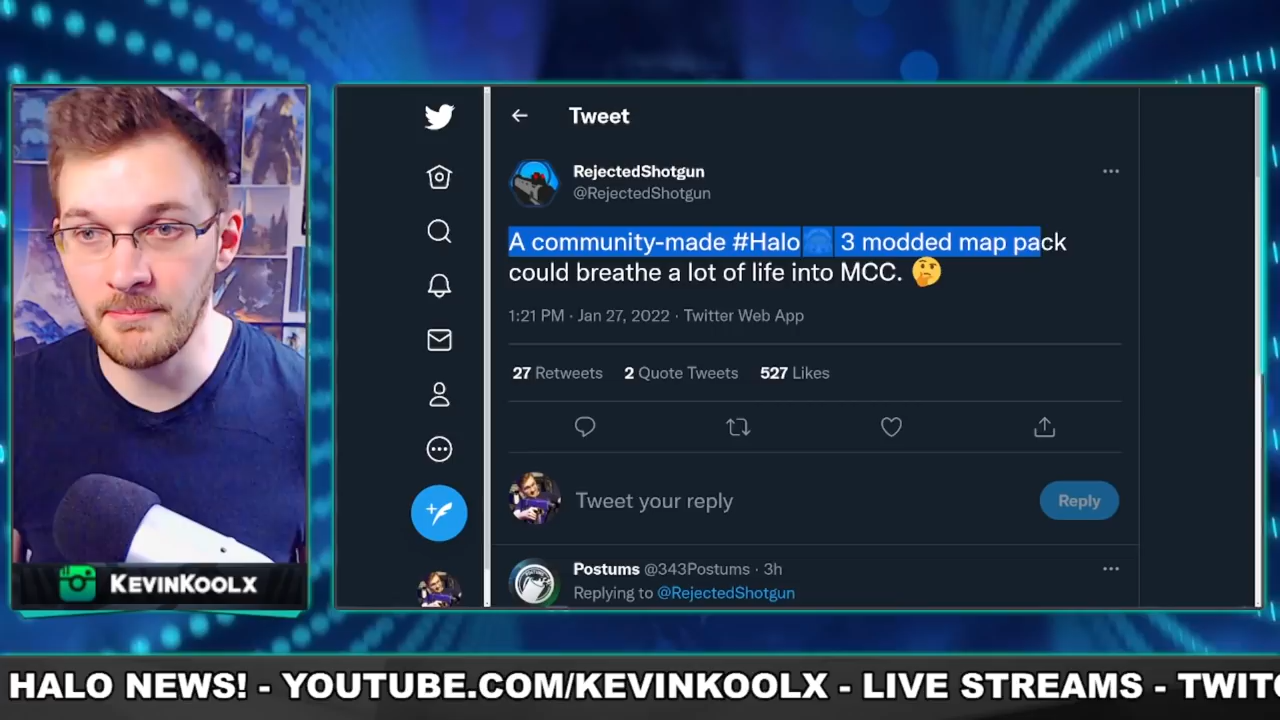 Tweet
RejectedShotgun
@RejectedShotgun
A community-made #Halo 3 modded map pack
could breathe a lot of life into MCC. 🤔
1:21 PM · Jan 27, 2022 · Twitter Web App
27 Retweets 2 Quote Tweets 527 Likes
Tweet your reply
Reply
Postums @343Postums · 3h
Replying to @RejectedShotgun
KEVINKOOLX
HALO NEWS! - YOUTUBE.COM/KEVINKOOLX - LIVE STREAMS - TWITC